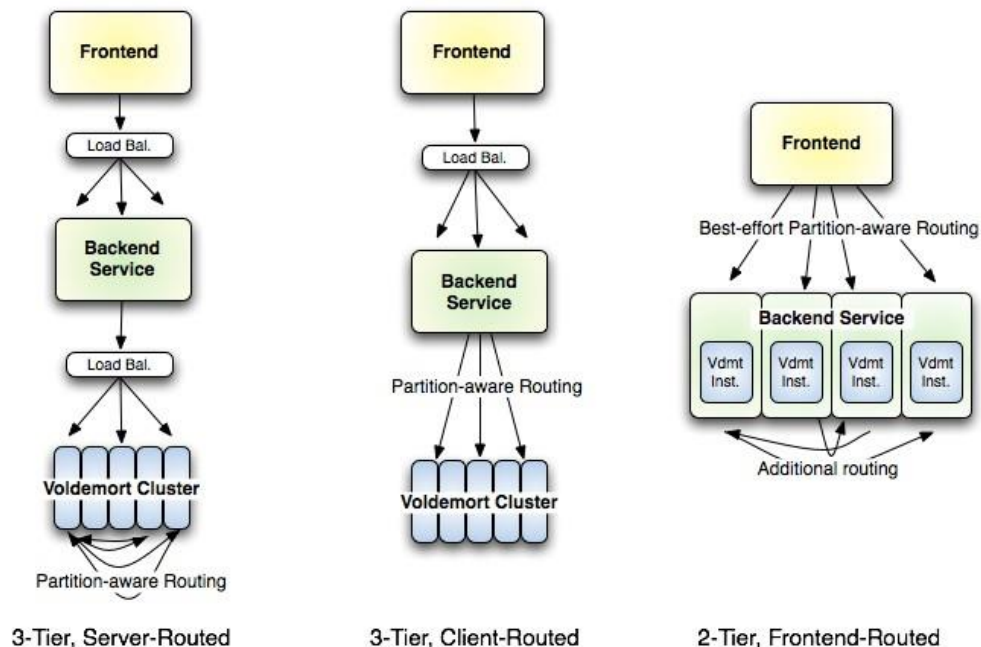 Frontend
Load Bal.
Backend
Service
Load Bal.
Voldemort Cluster
Partition-aware Routing
3-Tier, Server-Routed
Frontend
Load Bal.
Backend
Service
Partition-aware Routing
Voldemort Cluster
3-Tier, Client-Routed
Frontend
Best-effort Partition-aware Routing
Backend Service
Vdmt
Inst.
Vdmt
Inst.
Vdmt
Inst.
Vdmt
Inst.
Additional routing
2-Tier, Frontend-Routed